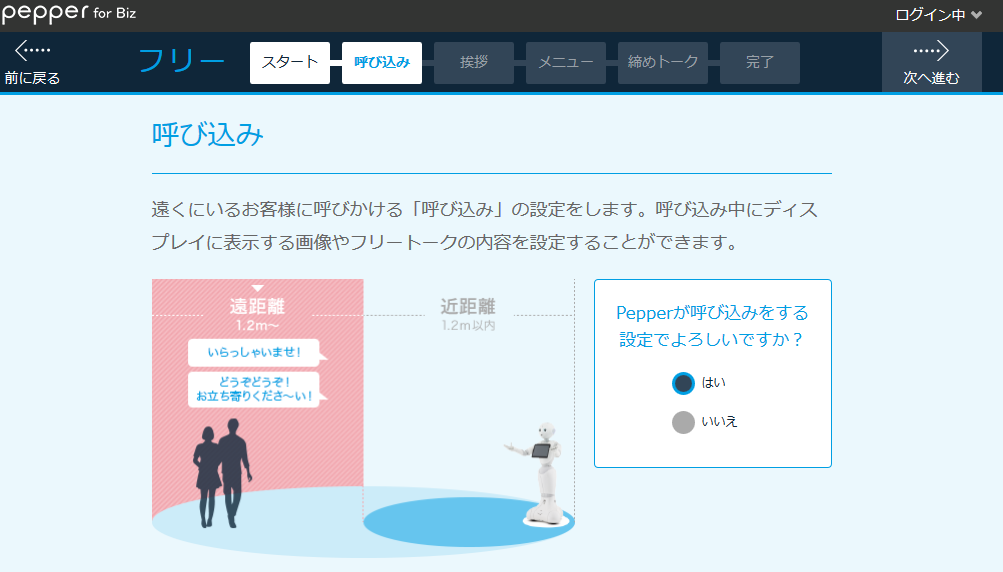 pepper for Biz
ログイン中
前に戻る
フリー
スタート
呼び込み
挨拶
メニュー
締めトーク
完了
次へ進む
呼び込み
遠くにいるお客様に呼びかける「呼び込み」の設定をします。呼び込み中にディス
プレイに表示する画像やフリートークの内容を設定することができます。
遠距離
1.2m〜
近距離
1.2m以内
いらっしゃいませ!
どうぞどうぞ!
お立ち寄りくださ〜い!
Pepperが呼び込みをする
設定でよろしいですか？
はい
いいえ